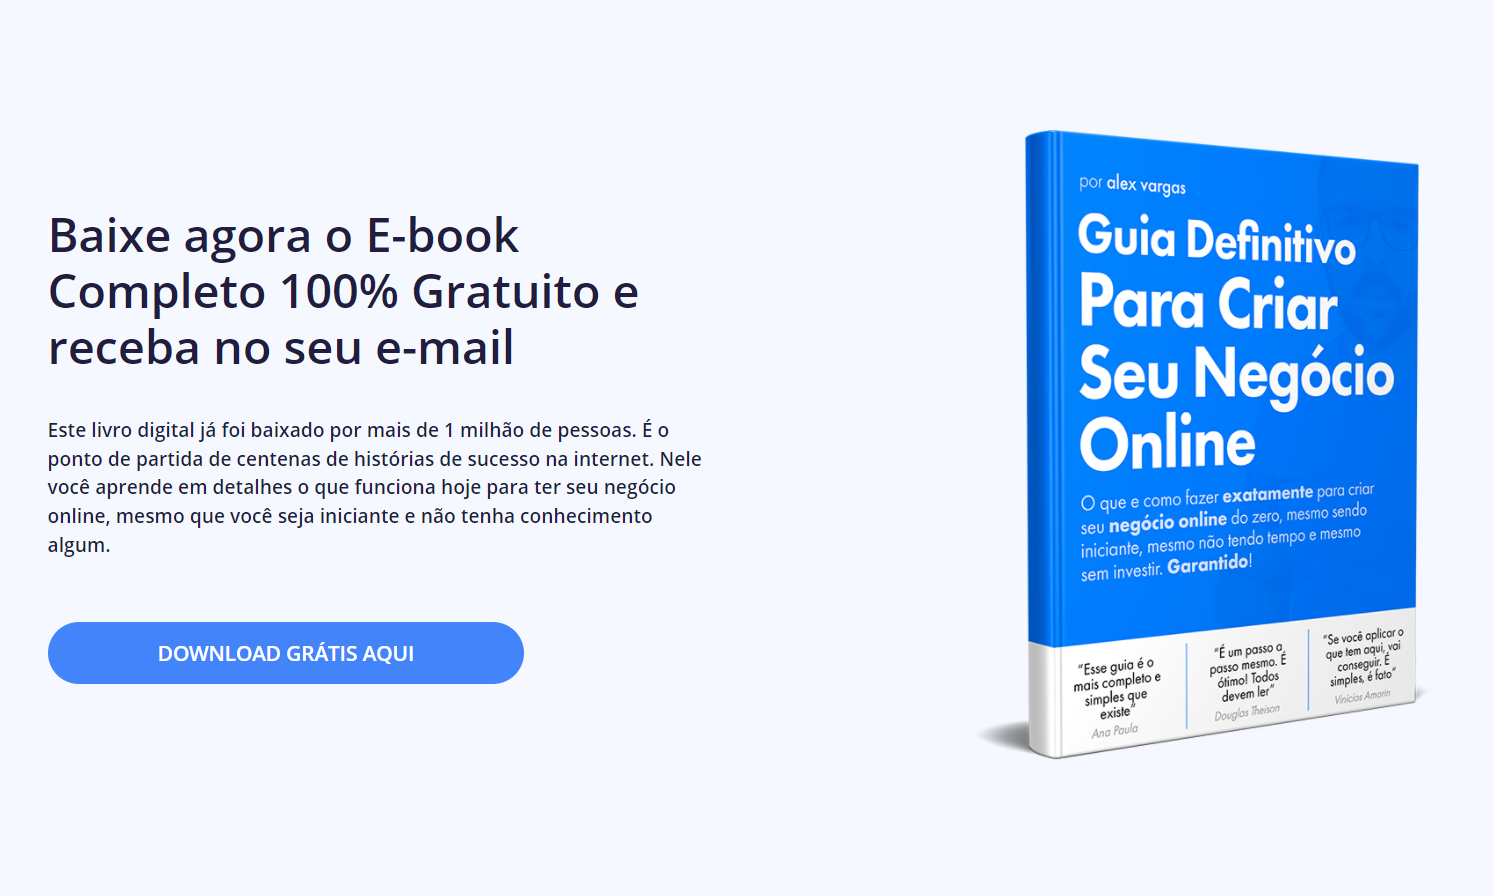 Baixe agora o E-book
Completo 100% Gratuito e
receba no seu e-mail
Este livro digital já foi baixado por mais de 1 milhão de pessoas. É o
ponto de partida de centenas de histórias de sucesso na internet. Nele
você aprende em detalhes o que funciona hoje para ter seu negócio
online, mesmo que você seja iniciante e não tenha conhecimento
algum.
DOWNLOAD GRÁTIS AQUI
por alex vargas
Guia Definitivo
Para Criar
Seu Negócio
Online
O que e como fazer exatamente para criar
seu negócio online do zero, mesmo sendo
iniciante, mesmo não tendo tempo e mesmo
sem investir. Garantido!
“Esse guia é o
mais completo e
simples que
existe”
Ana Paula
“É um passo a
passo mesmo. É
ótimo! Todos
devem ler”
Douglas Theison
“Se você aplicar o
que tem aqui, vai
conseguir. É
simples, é fato”
Vinicios Amorin